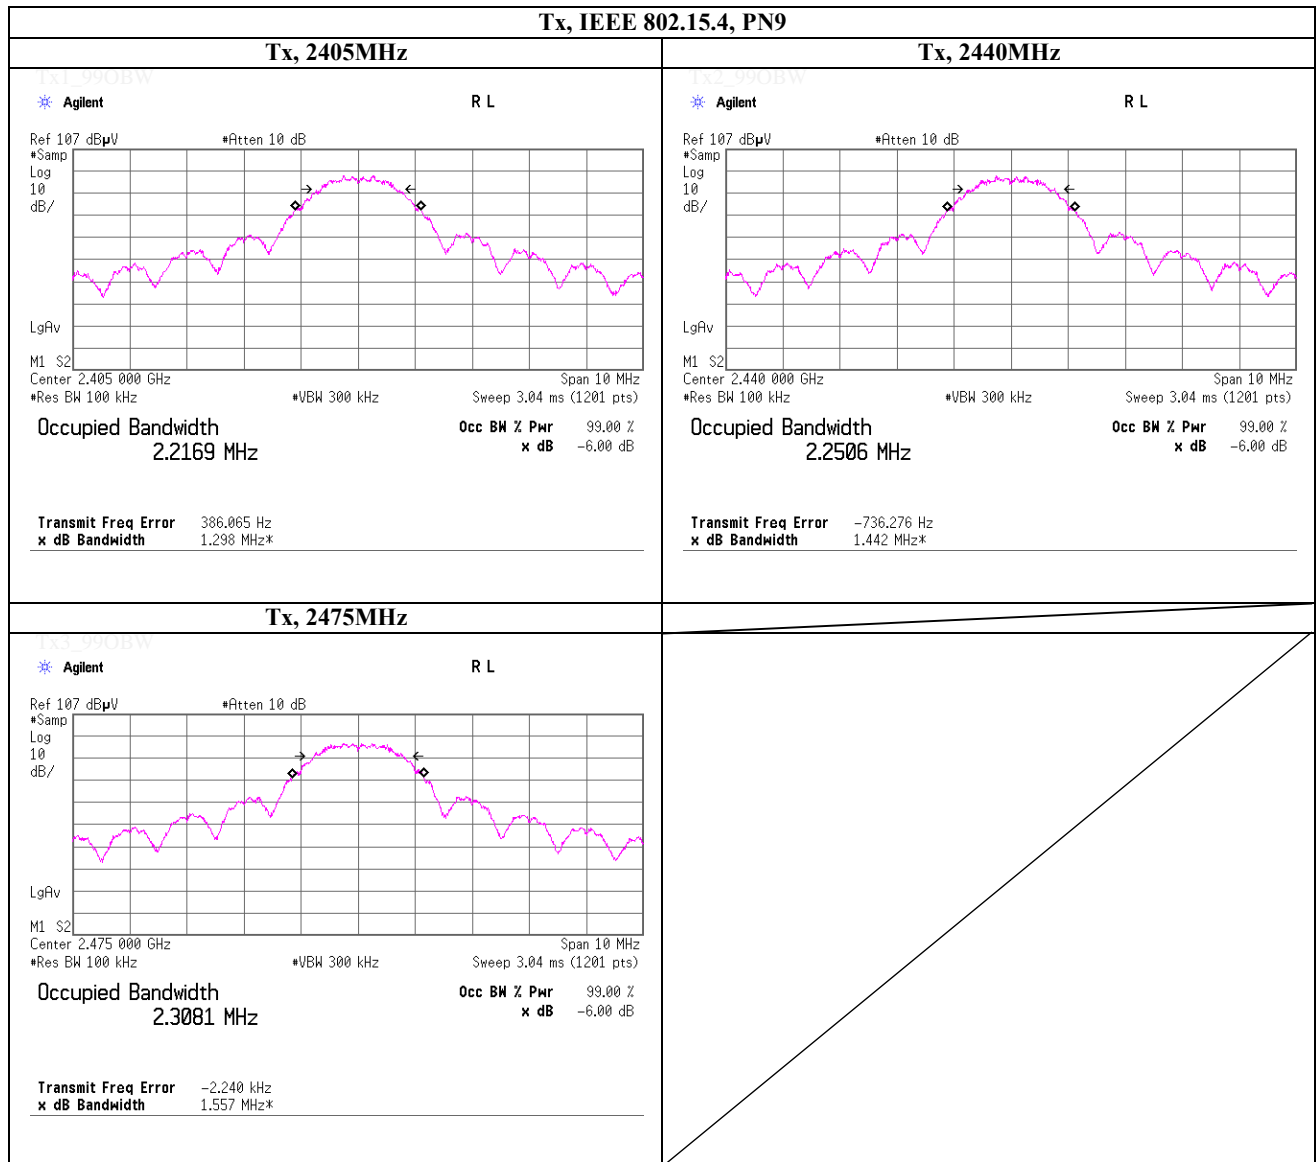 Tx, IEEE 802.15.4, PN9
Tx, 2405MHz
Tx1_99OBW
Agilent R L
Ref 107 dBµV #Atten 10 dB
#Samp
Log
10
dB/
LgAv
M1 S2
Center 2.405 000 GHz Span 10 MHz
#Res BW 100 kHz #VBW 300 kHz Sweep 3.04 ms (1201 pts)
Occupied Bandwidth Occ BW % Pwr 99.00 %
2.2169 MHz x dB -6.00 dB
Transmit Freq Error 386.065 Hz
x dB Bandwidth 1.298 MHz*
Tx, 2440MHz
Tx2_99OBW
Agilent R L
Ref 107 dBµV #Atten 10 dB
#Samp
Log
10
dB/
LgAv
M1 S2
Center 2.440 000 GHz Span 10 MHz
#Res BW 100 kHz #VBW 300 kHz Sweep 3.04 ms (1201 pts)
Occupied Bandwidth Occ BW % Pwr 99.00 %
2.2506 MHz x dB -6.00 dB
Transmit Freq Error -736.276 Hz
x dB Bandwidth 1.442 MHz*
Tx, 2475MHz
Tx3_99OBW
Agilent R L
Ref 107 dBµV #Atten 10 dB
#Samp
Log
10
dB/
LgAv
M1 S2
Center 2.475 000 GHz Span 10 MHz
#Res BW 100 kHz #VBW 300 kHz Sweep 3.04 ms (1201 pts)
Occupied Bandwidth Occ BW % Pwr 99.00 %
2.3081 MHz x dB -6.00 dB
Transmit Freq Error -2.240 kHz
x dB Bandwidth 1.557 MHz*